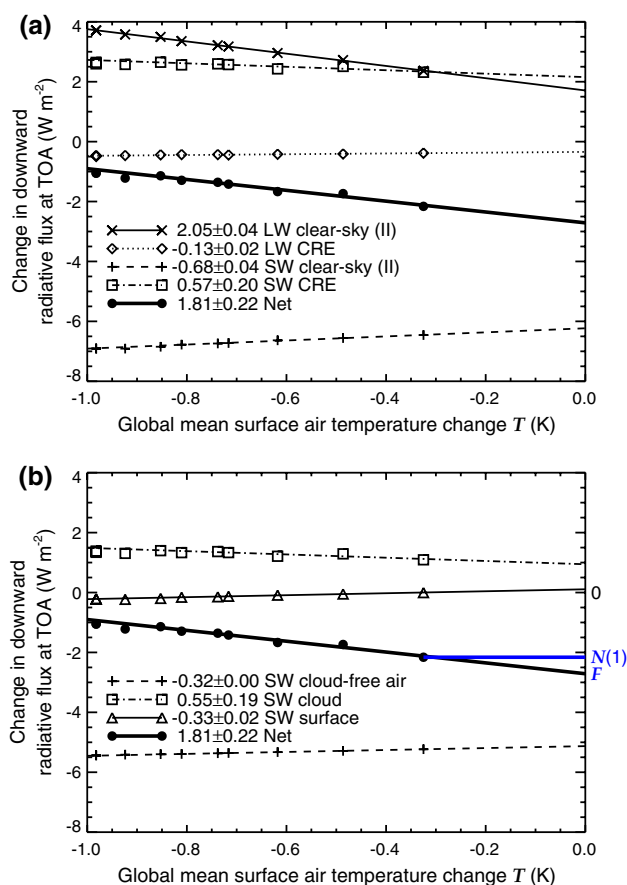 (a)
4
2
0
-2
-4
-6
-8
Change in downward
radiative flux at TOA (W m-2)
2.05±0.04 LW clear-sky (II)
-0.13±0.02 LW CRE
-0.68±0.04 SW clear-sky (II)
0.57±0.20 SW CRE
1.81±0.22 Net
-1.0 -0.8 -0.6 -0.4 -0.2 0.0
Global mean surface air temperature change T (K)
(b)
4
2
0
-2
-4
-6
-8
Change in downward
radiative flux at TOA (W m-2)
0
N(1)
F
-0.32±0.00 SW cloud-free air
0.55±0.19 SW cloud
-0.33±0.02 SW surface
1.81±0.22 Net
-1.0 -0.8 -0.6 -0.4 -0.2 0.0
Global mean surface air temperature change T (K)